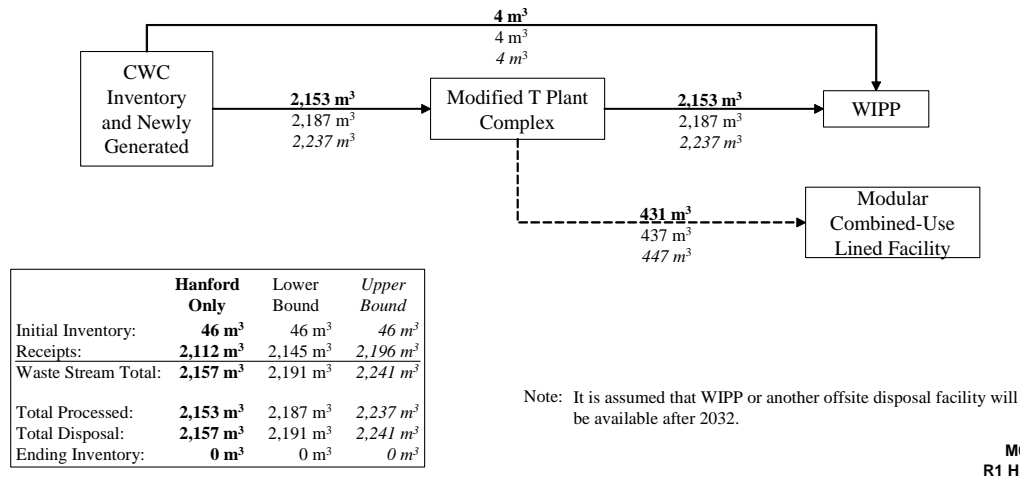 4 m³
4 m³
4 m³
CWC
Inventory
and Newly
Generated
2,153 m³
2,187 m³
2,237 m³
Modified T Plant
Complex
2,153 m³
2,187 m³
2,237 m³
WIPP
431 m³
437 m³
447 m³
Modular
Combined-Use
Lined Facility
Hanford Lower Upper
Only Bound Bound
Initial Inventory: 46 m³ 46 m³ 46 m³
Receipts: 2,112 m³ 2,145 m³ 2,196 m³
Waste Stream Total: 2,157 m³ 2,191 m³ 2,241 m³
Total Processed: 2,153 m³ 2,187 m³ 2,237 m³
Total Disposal: 2,157 m³ 2,191 m³ 2,241 m³
Ending Inventory: 0 m³ 0 m³ 0 m³
Note: It is assumed that WIPP or another offsite disposal facility will
be available after 2032.
R1 H